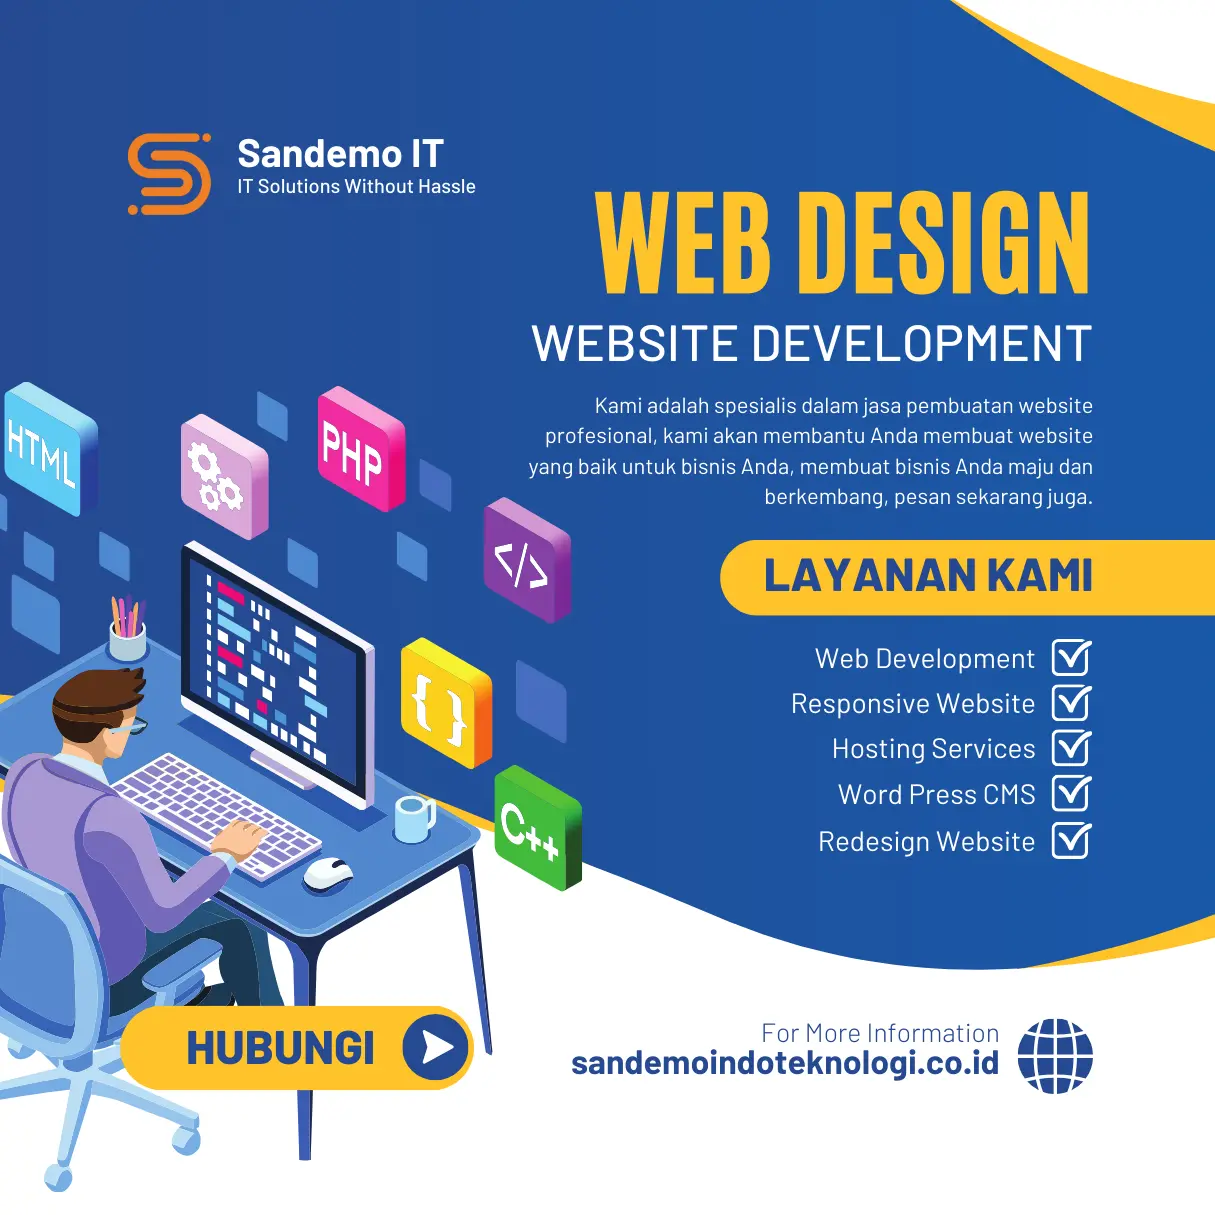 Sandemo IT
IT Solutions Without Hassle
WEB DESIGN
WEBSITE DEVELOPMENT
Kami adalah spesialis dalam jasa pembuatan website
profesional, kami akan membantu Anda membuat website
yang baik untuk bisnis Anda, membuat bisnis Anda maju dan
berkembang, pesan sekarang juga.
HTML
PHP
</>
{ }
C++
LAYANAN KAMI
Web Development
Responsive Website
Hosting Services
Word Press CMS
Redesign Website
HUBUNGI
For More Information
sandemoindoteknologi.co.id